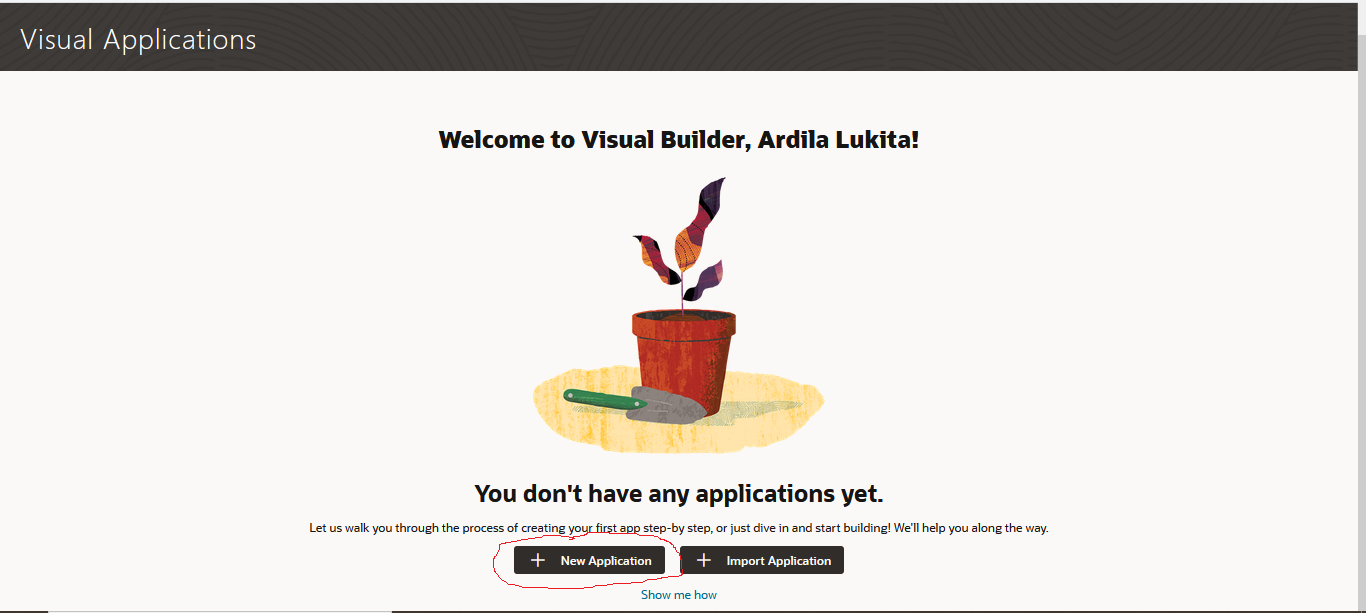 Visual Applications
Welcome to Visual Builder, Ardila Lukita!
You don't have any applications yet.
Let us walk you through the process of creating your first app step-by step, or just dive in and start building! We'll help you along the way.
+ New Application
+ Import Application
Show me how